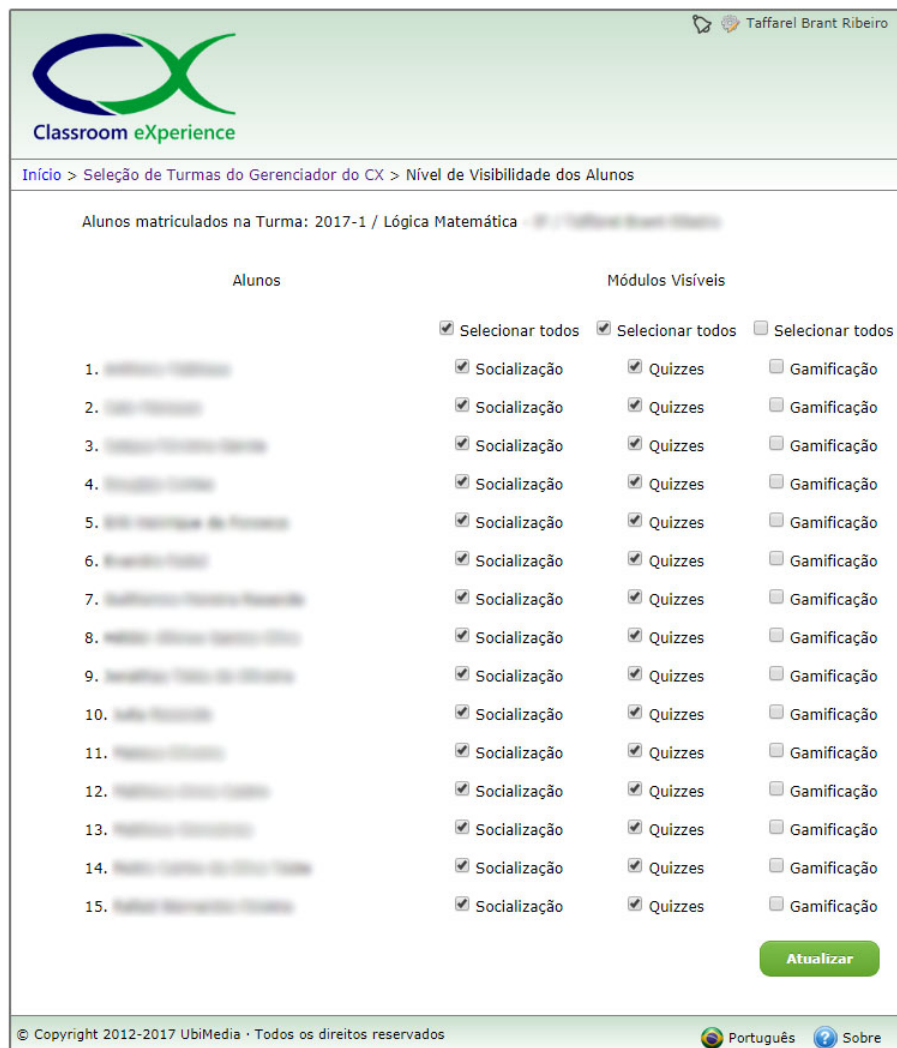 Taffarel Brant Ribeiro
CX
Classroom eXperience
Início > Seleção de Turmas do Gerenciador do CX > Nível de Visibilidade dos Alunos
Alunos matriculados na Turma: 2017-1 / Lógica Matemática -
Alunos Módulos Visíveis
Selecionar todos Selecionar todos Selecionar todos
1. Socialização Quizzes Gamificação
2. Socialização Quizzes Gamificação
3. Socialização Quizzes Gamificação
4. Socialização Quizzes Gamificação
5. Socialização Quizzes Gamificação
6. Socialização Quizzes Gamificação
7. Socialização Quizzes Gamificação
8. Socialização Quizzes Gamificação
9. Socialização Quizzes Gamificação
10. Socialização Quizzes Gamificação
11. Socialização Quizzes Gamificação
12. Socialização Quizzes Gamificação
13. Socialização Quizzes Gamificação
14. Socialização Quizzes Gamificação
15. Socialização Quizzes Gamificação
Atualizar
© Copyright 2012-2017 UbiMedia · Todos os direitos reservados Português Sobre